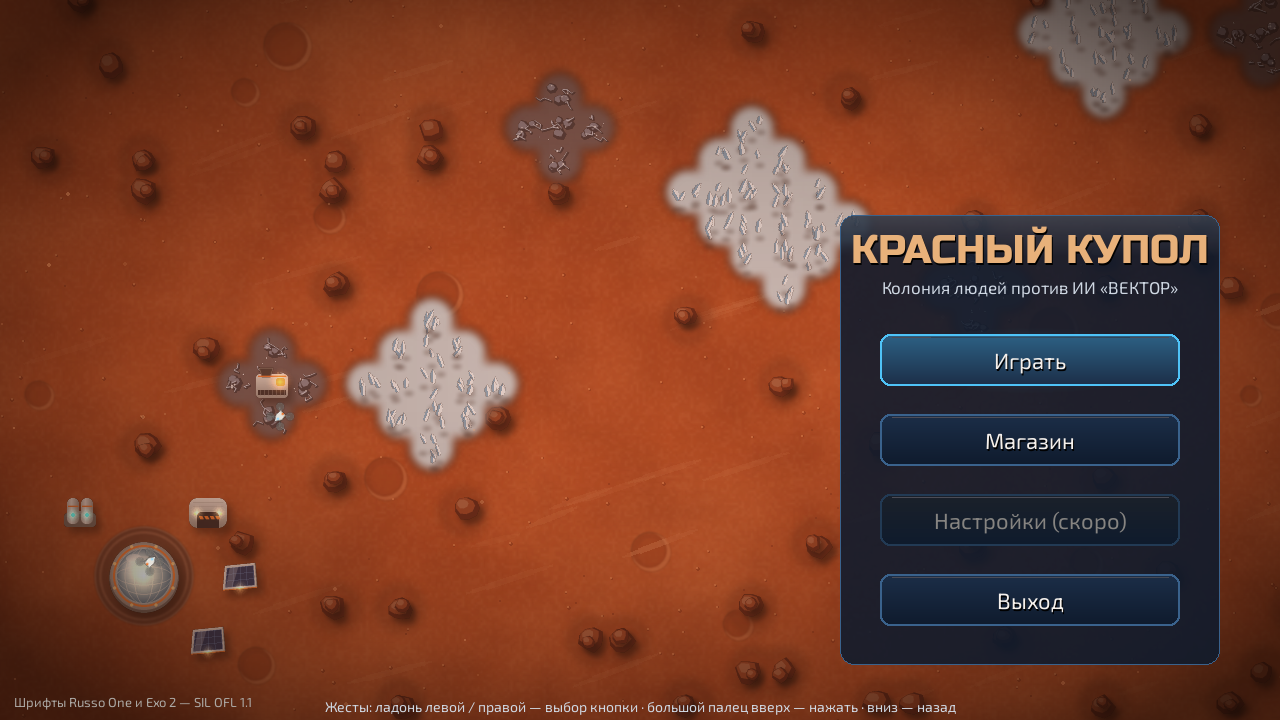 КРАСНЫЙ КУПОЛ
Колония людей против ИИ «ВЕКТОР»
Играть
Магазин
Настройки (скоро)
Выход
Шрифты Russo One и Exo 2 — SIL OFL 1.1
Жесты: ладонь левой / правой — выбор кнопки · большой палец вверх — нажать · вниз — назад